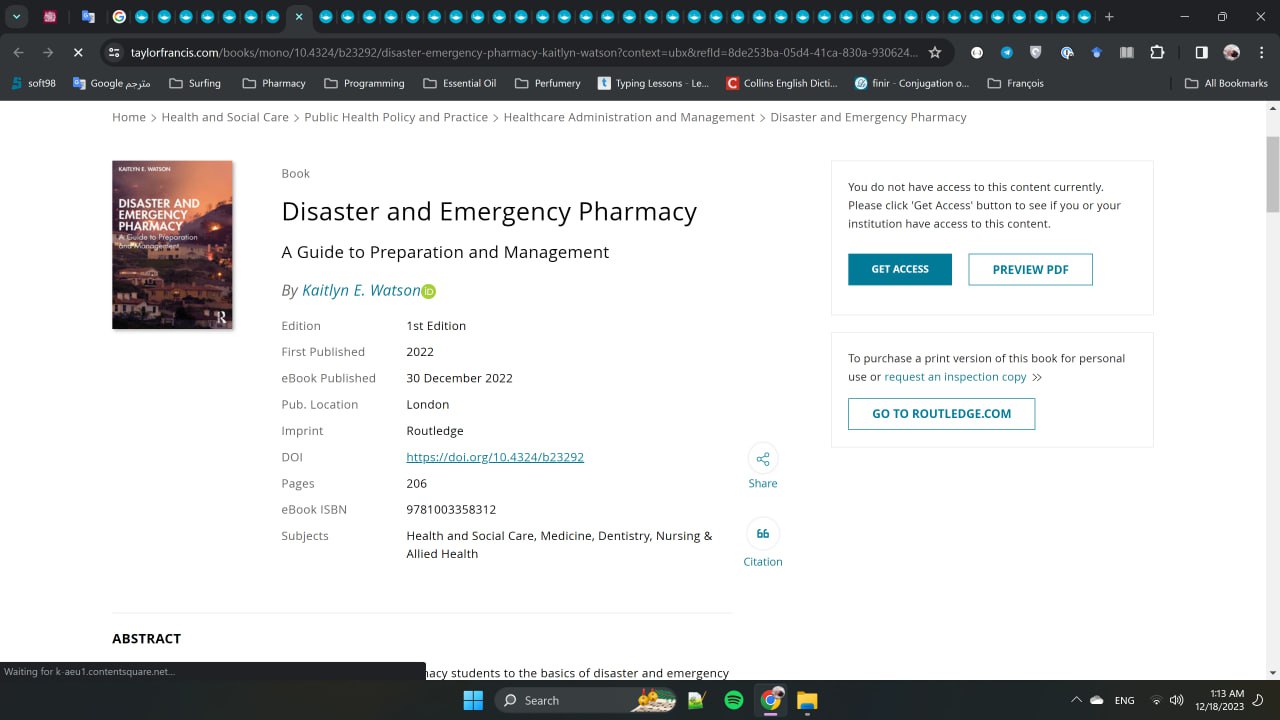 taylorfrancis.com/books/mono/10.4324/b23292/disaster-emergency-pharmacy-kaitlyn-watson?context=ubx&refId=8de253ba-05d4-41ca-830a-930624...
soft98 Google مترجم Surfing Pharmacy Programming Essential Oil Perfumery Typing Lessons - Le... Collins English Dicti... finir - Conjugation o... François All Bookmarks
Home > Health and Social Care > Public Health Policy and Practice > Healthcare Administration and Management > Disaster and Emergency Pharmacy
KAITLYN E. WATSON
DISASTER AND
EMERGENCY
PHARMACY
A Guide to Preparation
and Management
R
Book
Disaster and Emergency Pharmacy
A Guide to Preparation and Management
By Kaitlyn E. Watson iD
Edition 1st Edition
First Published 2022
eBook Published 30 December 2022
Pub. Location London
Imprint Routledge
DOI https://doi.org/10.4324/b23292
Pages 206
eBook ISBN 9781003358312
Subjects Health and Social Care, Medicine, Dentistry, Nursing &
Allied Health
Share
Citation
You do not have access to this content currently.
Please click 'Get Access' button to see if you or your
institution have access to this content.
GET ACCESS PREVIEW PDF
To purchase a print version of this book for personal
use or request an inspection copy >>
GO TO ROUTLEDGE.COM
ABSTRACT
macy students to the basics of disaster and emergency
Waiting for k-aeu1.contentsquare.net...
Search
ENG
1:13 AM
12/18/2023